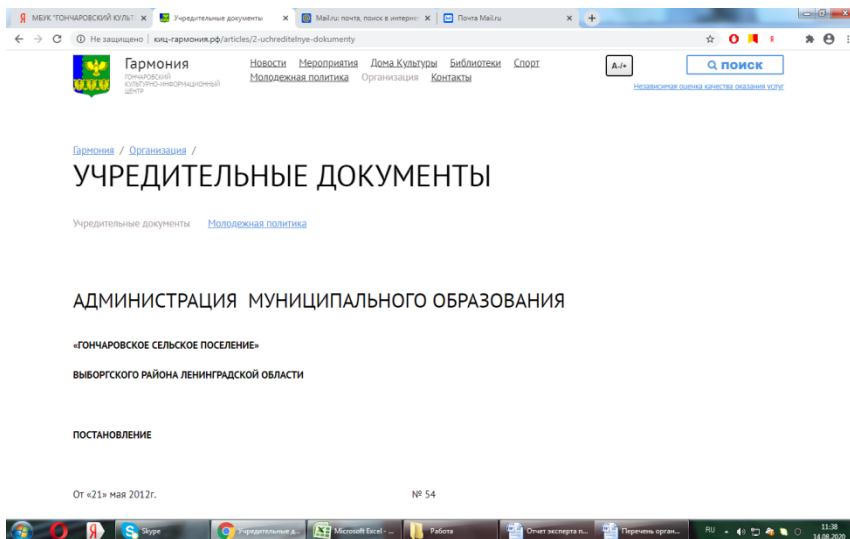 МБУК "ГОНЧАРОВСКИЙ КУЛЬТ
Учредительные документы
Mail.ru: почта, поиск в интерне
Почта Mail.ru
Не защищено | киц-гармония.рф/articles/2-uchreditelnye-dokumenty
Гармония
ГОНЧАРОВСКИЙ
КУЛЬТУРНО-ИНФОРМАЦИОННЫЙ
ЦЕНТР
Новости Мероприятия Дома Культуры Библиотеки Спорт
Молодежная политика Организация Контакты
A-/+
ПОИСК
Независимая оценка качества оказания услуг
Гармония / Организация /
УЧРЕДИТЕЛЬНЫЕ ДОКУМЕНТЫ
Учредительные документы Молодежная политика
АДМИНИСТРАЦИЯ МУНИЦИПАЛЬНОГО ОБРАЗОВАНИЯ
«ГОНЧАРОВСКОЕ СЕЛЬСКОЕ ПОСЕЛЕНИЕ»
ВЫБОРГСКОГО РАЙОНА ЛЕНИНГРАДСКОЙ ОБЛАСТИ
ПОСТАНОВЛЕНИЕ
От «21» мая 2012г. № 54
Skype
Учредительные д...
Microsoft Excel - ...
Работа
Отчет эксперта п...
Перечень орган...
RU
11:38
14.08.2020